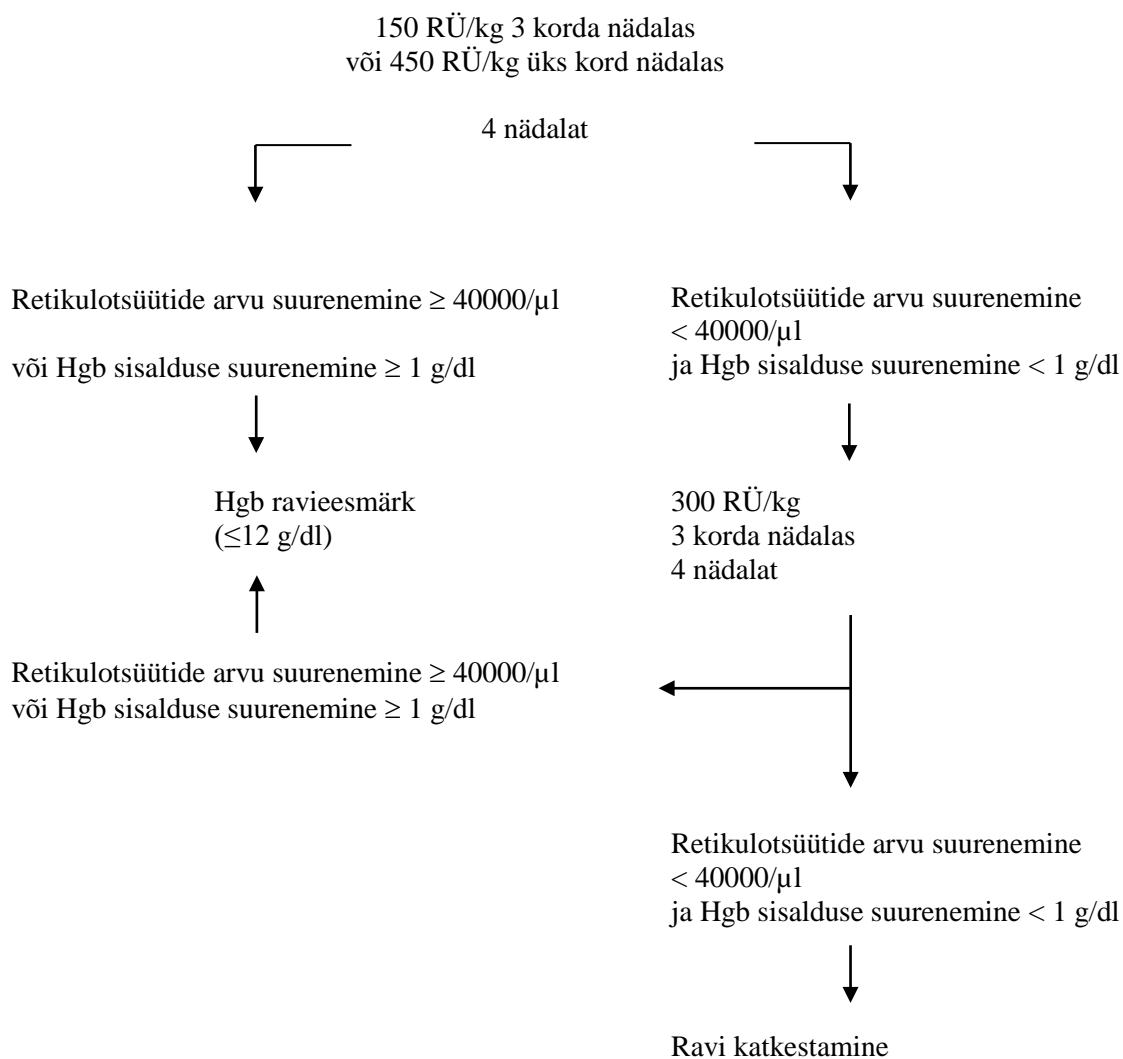 150 RÜ/kg 3 korda nädalas
või 450 RÜ/kg üks kord nädalas
4 nädalat
Retikulotsüütide arvu suurenemine ≥ 40000/µl
või Hgb sisalduse suurenemine ≥ 1 g/dl
Retikulotsüütide arvu suurenemine
< 40000/µl
ja Hgb sisalduse suurenemine < 1 g/dl
Hgb ravieesmärk
(≤12 g/dl)
300 RÜ/kg
3 korda nädalas
4 nädalat
Retikulotsüütide arvu suurenemine ≥ 40000/µl
või Hgb sisalduse suurenemine ≥ 1 g/dl
Retikulotsüütide arvu suurenemine
< 40000/µl
ja Hgb sisalduse suurenemine < 1 g/dl
Ravi katkestamine